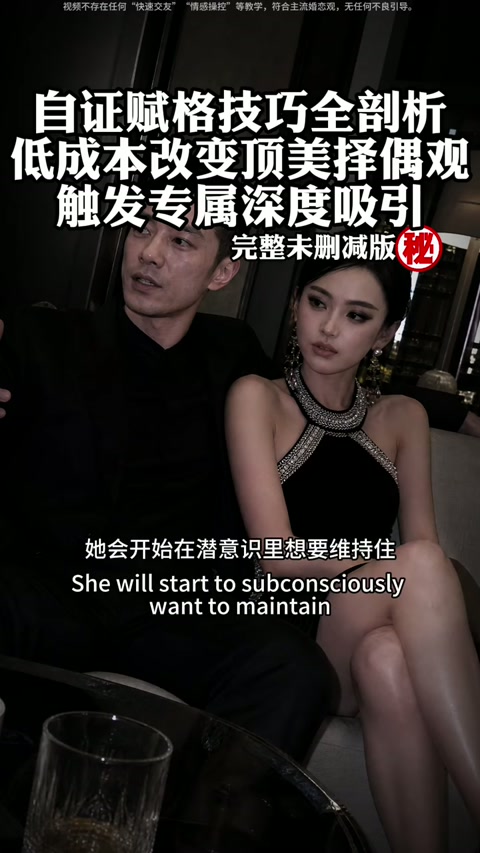 视频不存在任何“快速交友”“情感操控”等教学，符合主流婚恋观，无任何不良引导。
自证赋格技巧全剖析
低成本改变顶美择偶观
触发专属深度吸引
完整未删减版 秘
她会开始在潜意识里想要维持住
She will start to subconsciously
want to maintain